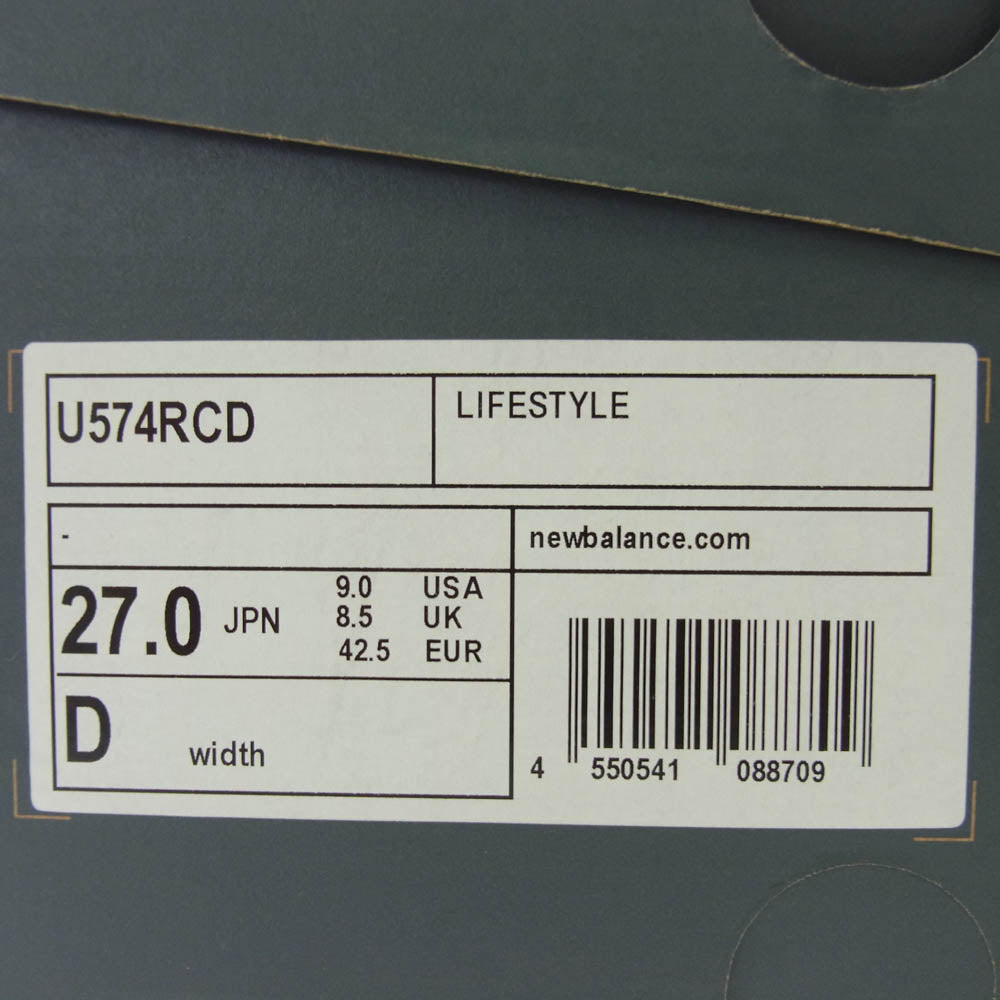 U574RCD
LIFESTYLE
-
newbalance.com
27.0 JPN
9.0 USA
8.5 UK
42.5 EUR
D width
4 550541 088709